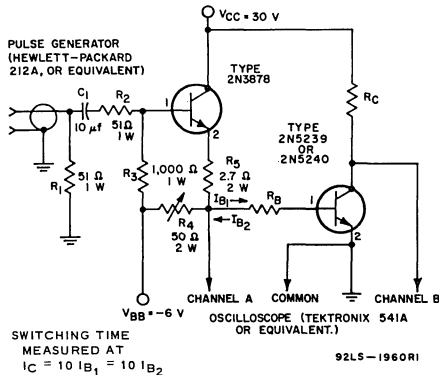 VCC = 30 V
PULSE GENERATOR
(HEWLETT-PACKARD
212A, OR EQUIVALENT)
TYPE
2N3878
C1
10 µf
R2
51Ω
1 W
1
2
RC
TYPE
2N5239
OR
2N5240
R1
51 Ω
1 W
R3
1,000 Ω
1 W
R5
2.7 Ω
2 W
R4
50 Ω
2 W
IB1
IB2
RB
1
2
VBB = -6 V
CHANNEL A
COMMON
CHANNEL B
OSCILLOSCOPE (TEKTRONIX 541A
OR EQUIVALENT.)
SWITCHING TIME
MEASURED AT
IC = 10 IB1 = 10 IB2
92LS-1960R1